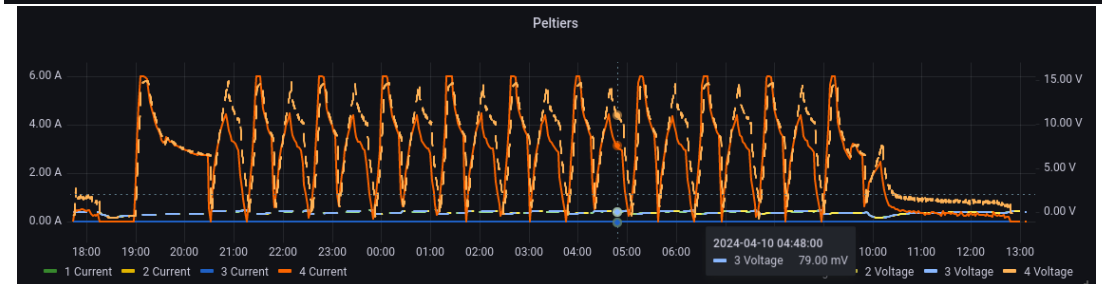 Peltiers
6.00 A
15.00 V
4.00 A
10.00 V
2.00 A
5.00 V
0.00 A
0.00 V
2024-04-10 04:48:00
3 Voltage 79.00 mV
18:00 19:00 20:00 21:00 22:00 23:00 00:00 01:00 02:00 03:00 04:00 05:00 06:00 10:00 11:00 12:00 13:00
1 Current 2 Current 3 Current 4 Current 2 Voltage 3 Voltage 4 Voltage